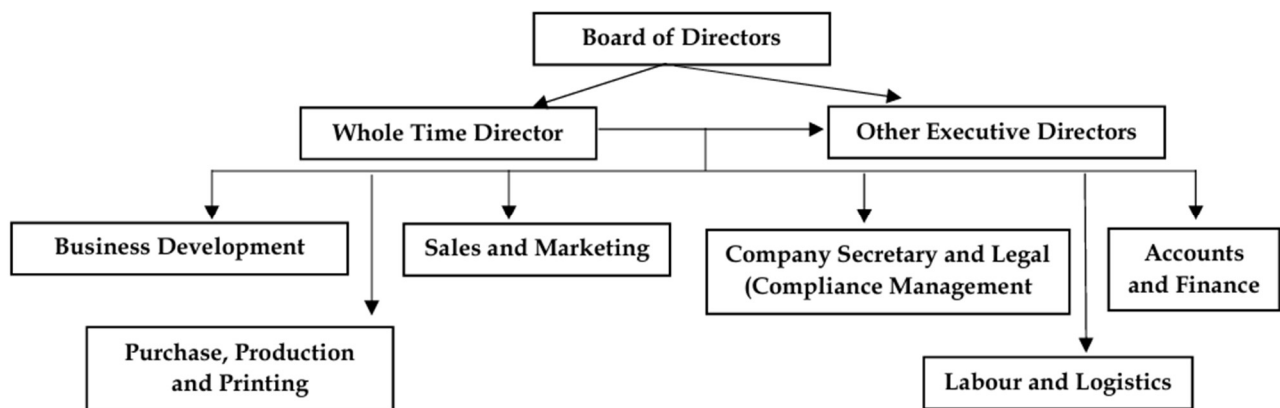 Board of Directors
Whole Time Director
Other Executive Directors
Business Development
Sales and Marketing
Company Secretary and Legal
(Compliance Management
Accounts
and Finance
Purchase, Production
and Printing
Labour and Logistics